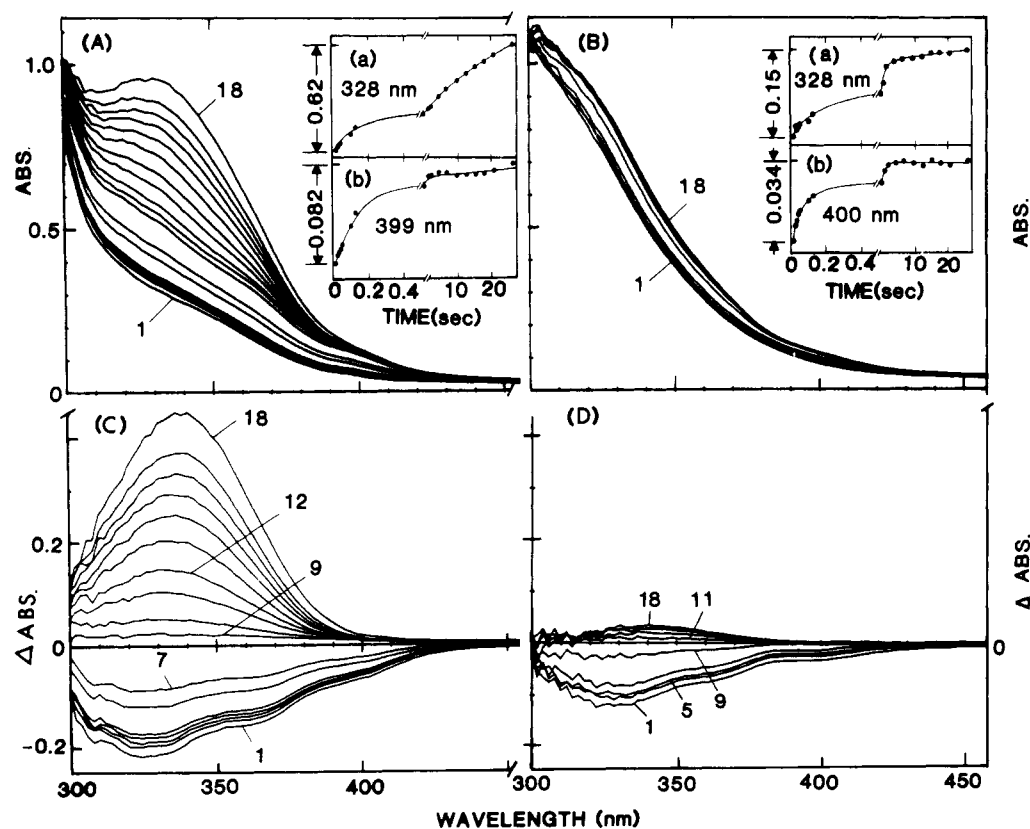 (A)
(a)
328 nm
0.62
(b)
399 nm
0.082
0 0.2 0.4 10 20
TIME(sec)
18
1
1.0
0.5
0
ABS.
(B)
(a)
328 nm
0.15
(b)
400 nm
0.034
0 0.2 0.4 10 20
TIME(sec)
18
1
350 400 450
ABS.
(C)
18
12
9
7
1
0.2
0
-0.2
Δ ABS.
300 350 400
(D)
18 11
9
5
1
0
Δ ABS.
300 350 400 450
WAVELENGTH (nm)